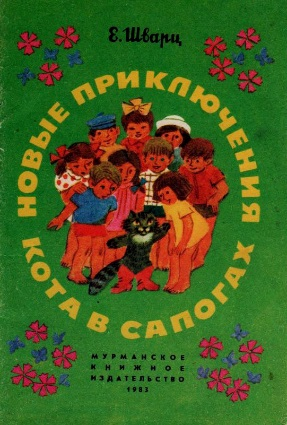 Е. Шварц
НОВЫЕ ПРИКЛЮЧЕНИЯ
КОТА В САПОГАХ
МУРМАНСКОЕ
КНИЖНОЕ
ИЗДАТЕЛЬСТВО
1983